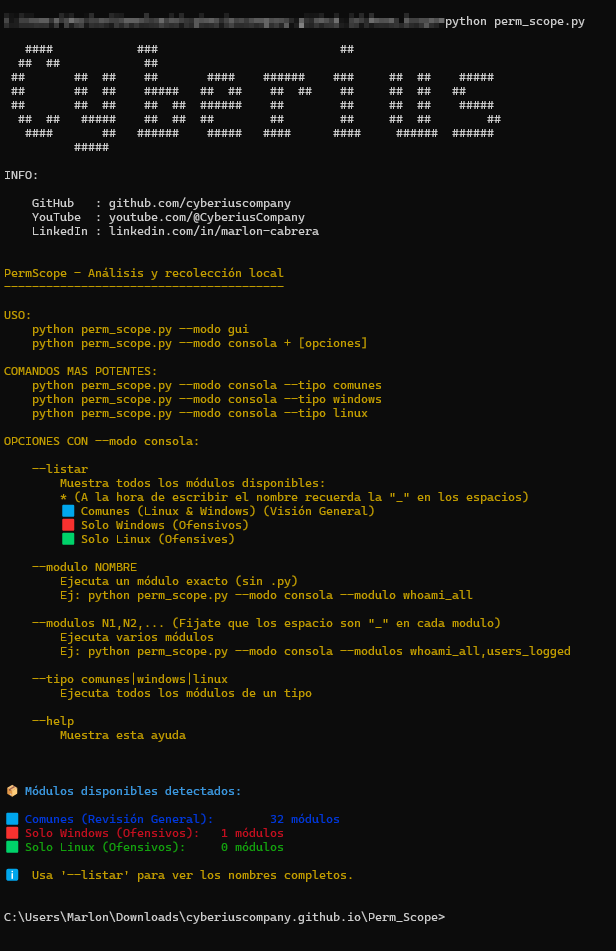 python perm_scope.py
Cyberius
INFO:
GitHub   : github.com/cyberiuscompany
YouTube  : youtube.com/@CyberiusCompany
LinkedIn : linkedin.com/in/marlon-cabrera
PermScope - Análisis y recolección local
----------------------------------------
USO:
python perm_scope.py --modo gui
python perm_scope.py --modo consola + [opciones]
COMANDOS MAS POTENTES:
python perm_scope.py --modo consola --tipo comunes
python perm_scope.py --modo consola --tipo windows
python perm_scope.py --modo consola --tipo linux
OPCIONES CON --modo consola:
--listar
Muestra todos los módulos disponibles:
* (A la hora de escribir el nombre recuerda la "_" en los espacios)
Comunes (Linux & Windows) (Visión General)
Solo Windows (Ofensivos)
Solo Linux (Ofensives)
--modulo NOMBRE
Ejecuta un módulo exacto (sin .py)
Ej: python perm_scope.py --modo consola --modulo whoami_all
--modulos N1,N2,... (Fijate que los espacio son "_" en cada modulo)
Ejecuta varios módulos
Ej: python perm_scope.py --modo consola --modulos whoami_all,users_logged
--tipo comunes|windows|linux
Ejecuta todos los módulos de un tipo
--help
Muestra esta ayuda
Módulos disponibles detectados:
Comunes (Revisión General):        32 módulos
Solo Windows (Ofensivos):   1 módulos
Solo Linux (Ofensivos):     0 módulos
Usa '--listar' para ver los nombres completos.
C:\Users\Marlon\Downloads\cyberiuscompany.github.io\Perm_Scope>